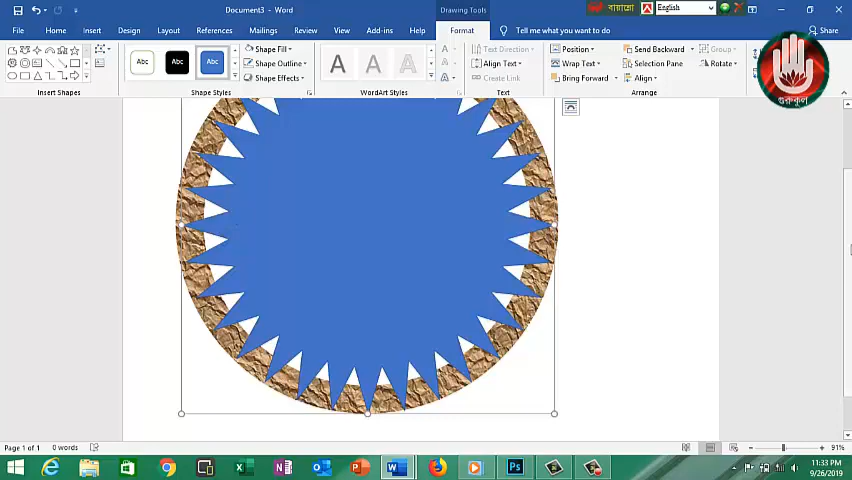 Document3 - Word
Drawing Tools
বায়ান্নো
English
File Home Insert Draw Design Layout References Mailings Review View Add-ins Help Format Tell me what you want to do Share
Abc Abc Abc
Shape Fill
Shape Outline
Shape Effects
A A A
A
A
A
Text Direction
Align Text
Create Link
Position
Wrap Text
Bring Forward
Send Backward
Selection Pane
Align
Group
Rotate
Insert Shapes Shape Styles WordArt Styles Text Arrange
গুরুকুল
Page 1 of 1 0 words 91%
11:33 PM
9/26/2019